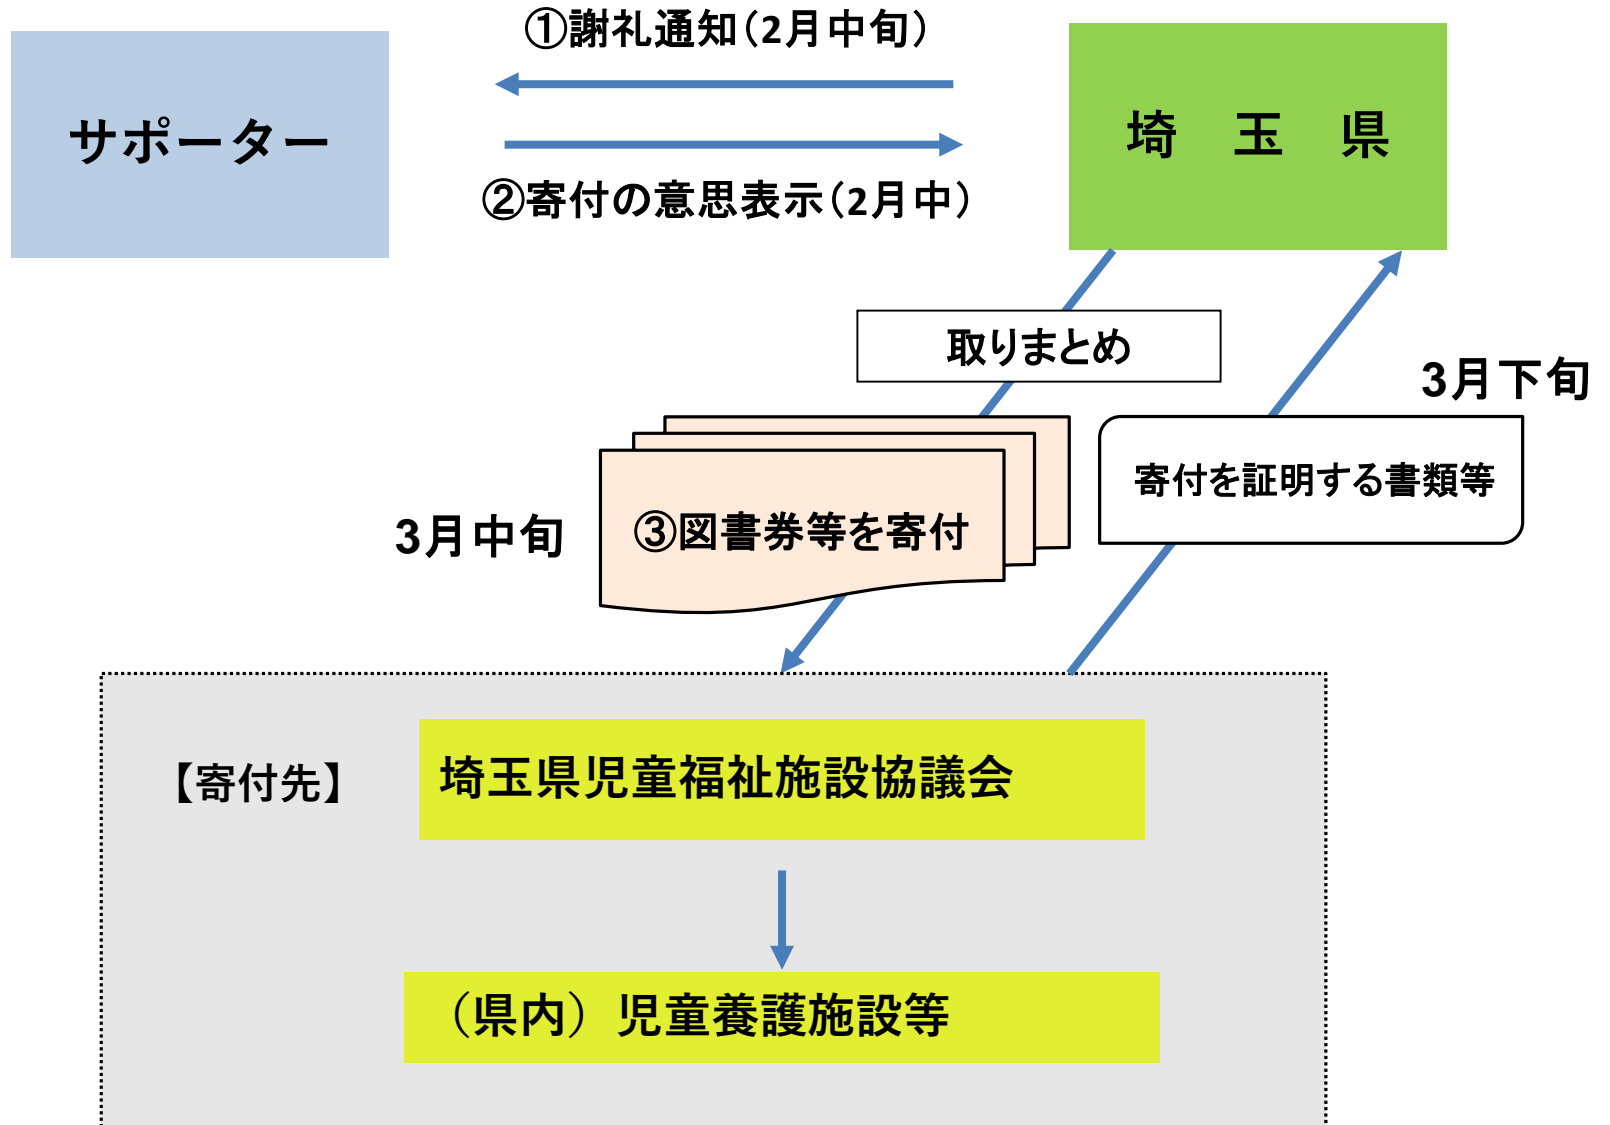 ①謝礼通知(2月中旬)
サポーター
埼　玉　県
②寄付の意思表示(2月中)
取りまとめ
3月下旬
寄付を証明する書類等
3月中旬
③図書券等を寄付
【寄付先】
埼玉県児童福祉施設協議会
（県内）児童養護施設等